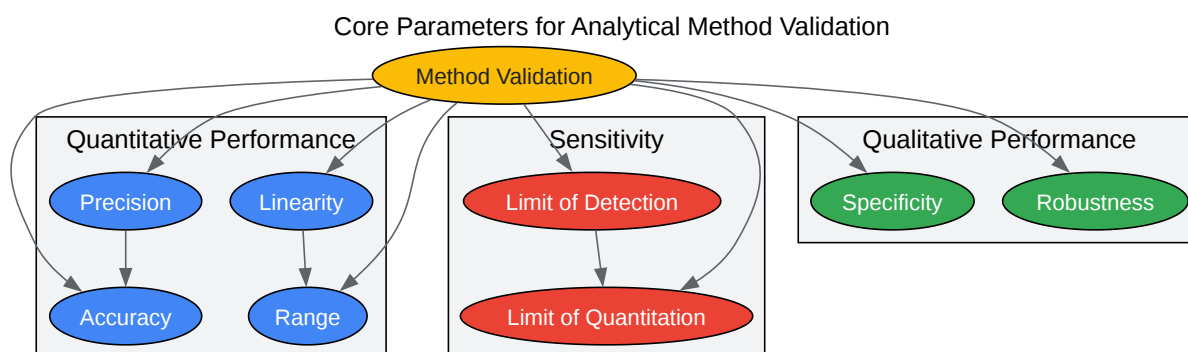 Core Parameters for Analytical Method Validation
Method Validation
Quantitative Performance
Sensitivity
Qualitative Performance
Precision
Linearity
Limit of Detection
Specificity
Robustness
Accuracy
Range
Limit of Quantitation